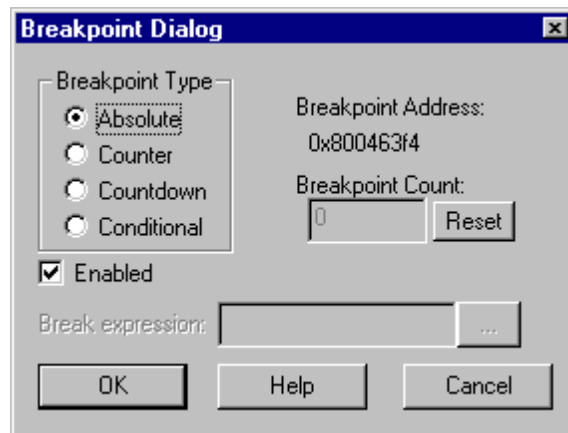 Breakpoint Dialog
Breakpoint Type
Absolute
Counter
Countdown
Conditional
Breakpoint Address:
0x800463f4
Breakpoint Count:
0
Reset
Enabled
Break expression:
...
OK
Help
Cancel